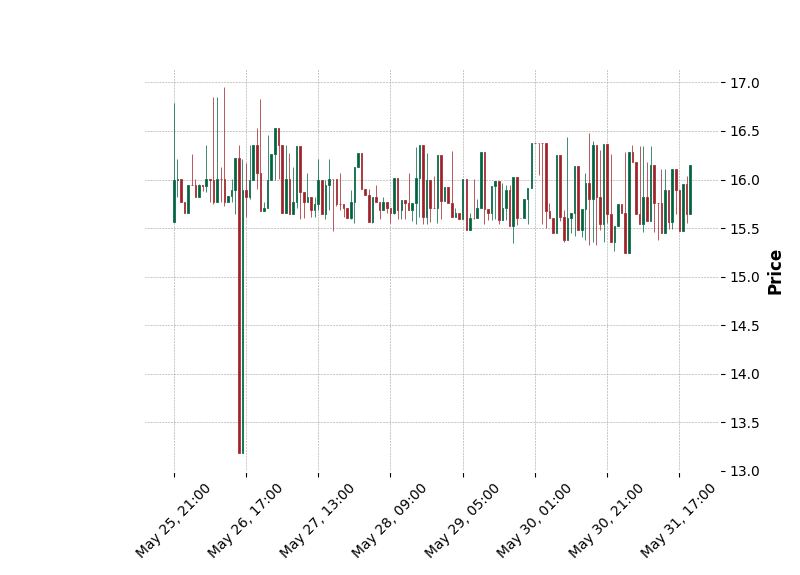 17.0
16.5
16.0
15.5
15.0
14.5
14.0
13.5
13.0
Price
May 25, 21:00
May 26, 17:00
May 27, 13:00
May 28, 09:00
May 29, 05:00
May 30, 01:00
May 30, 21:00
May 31, 17:00